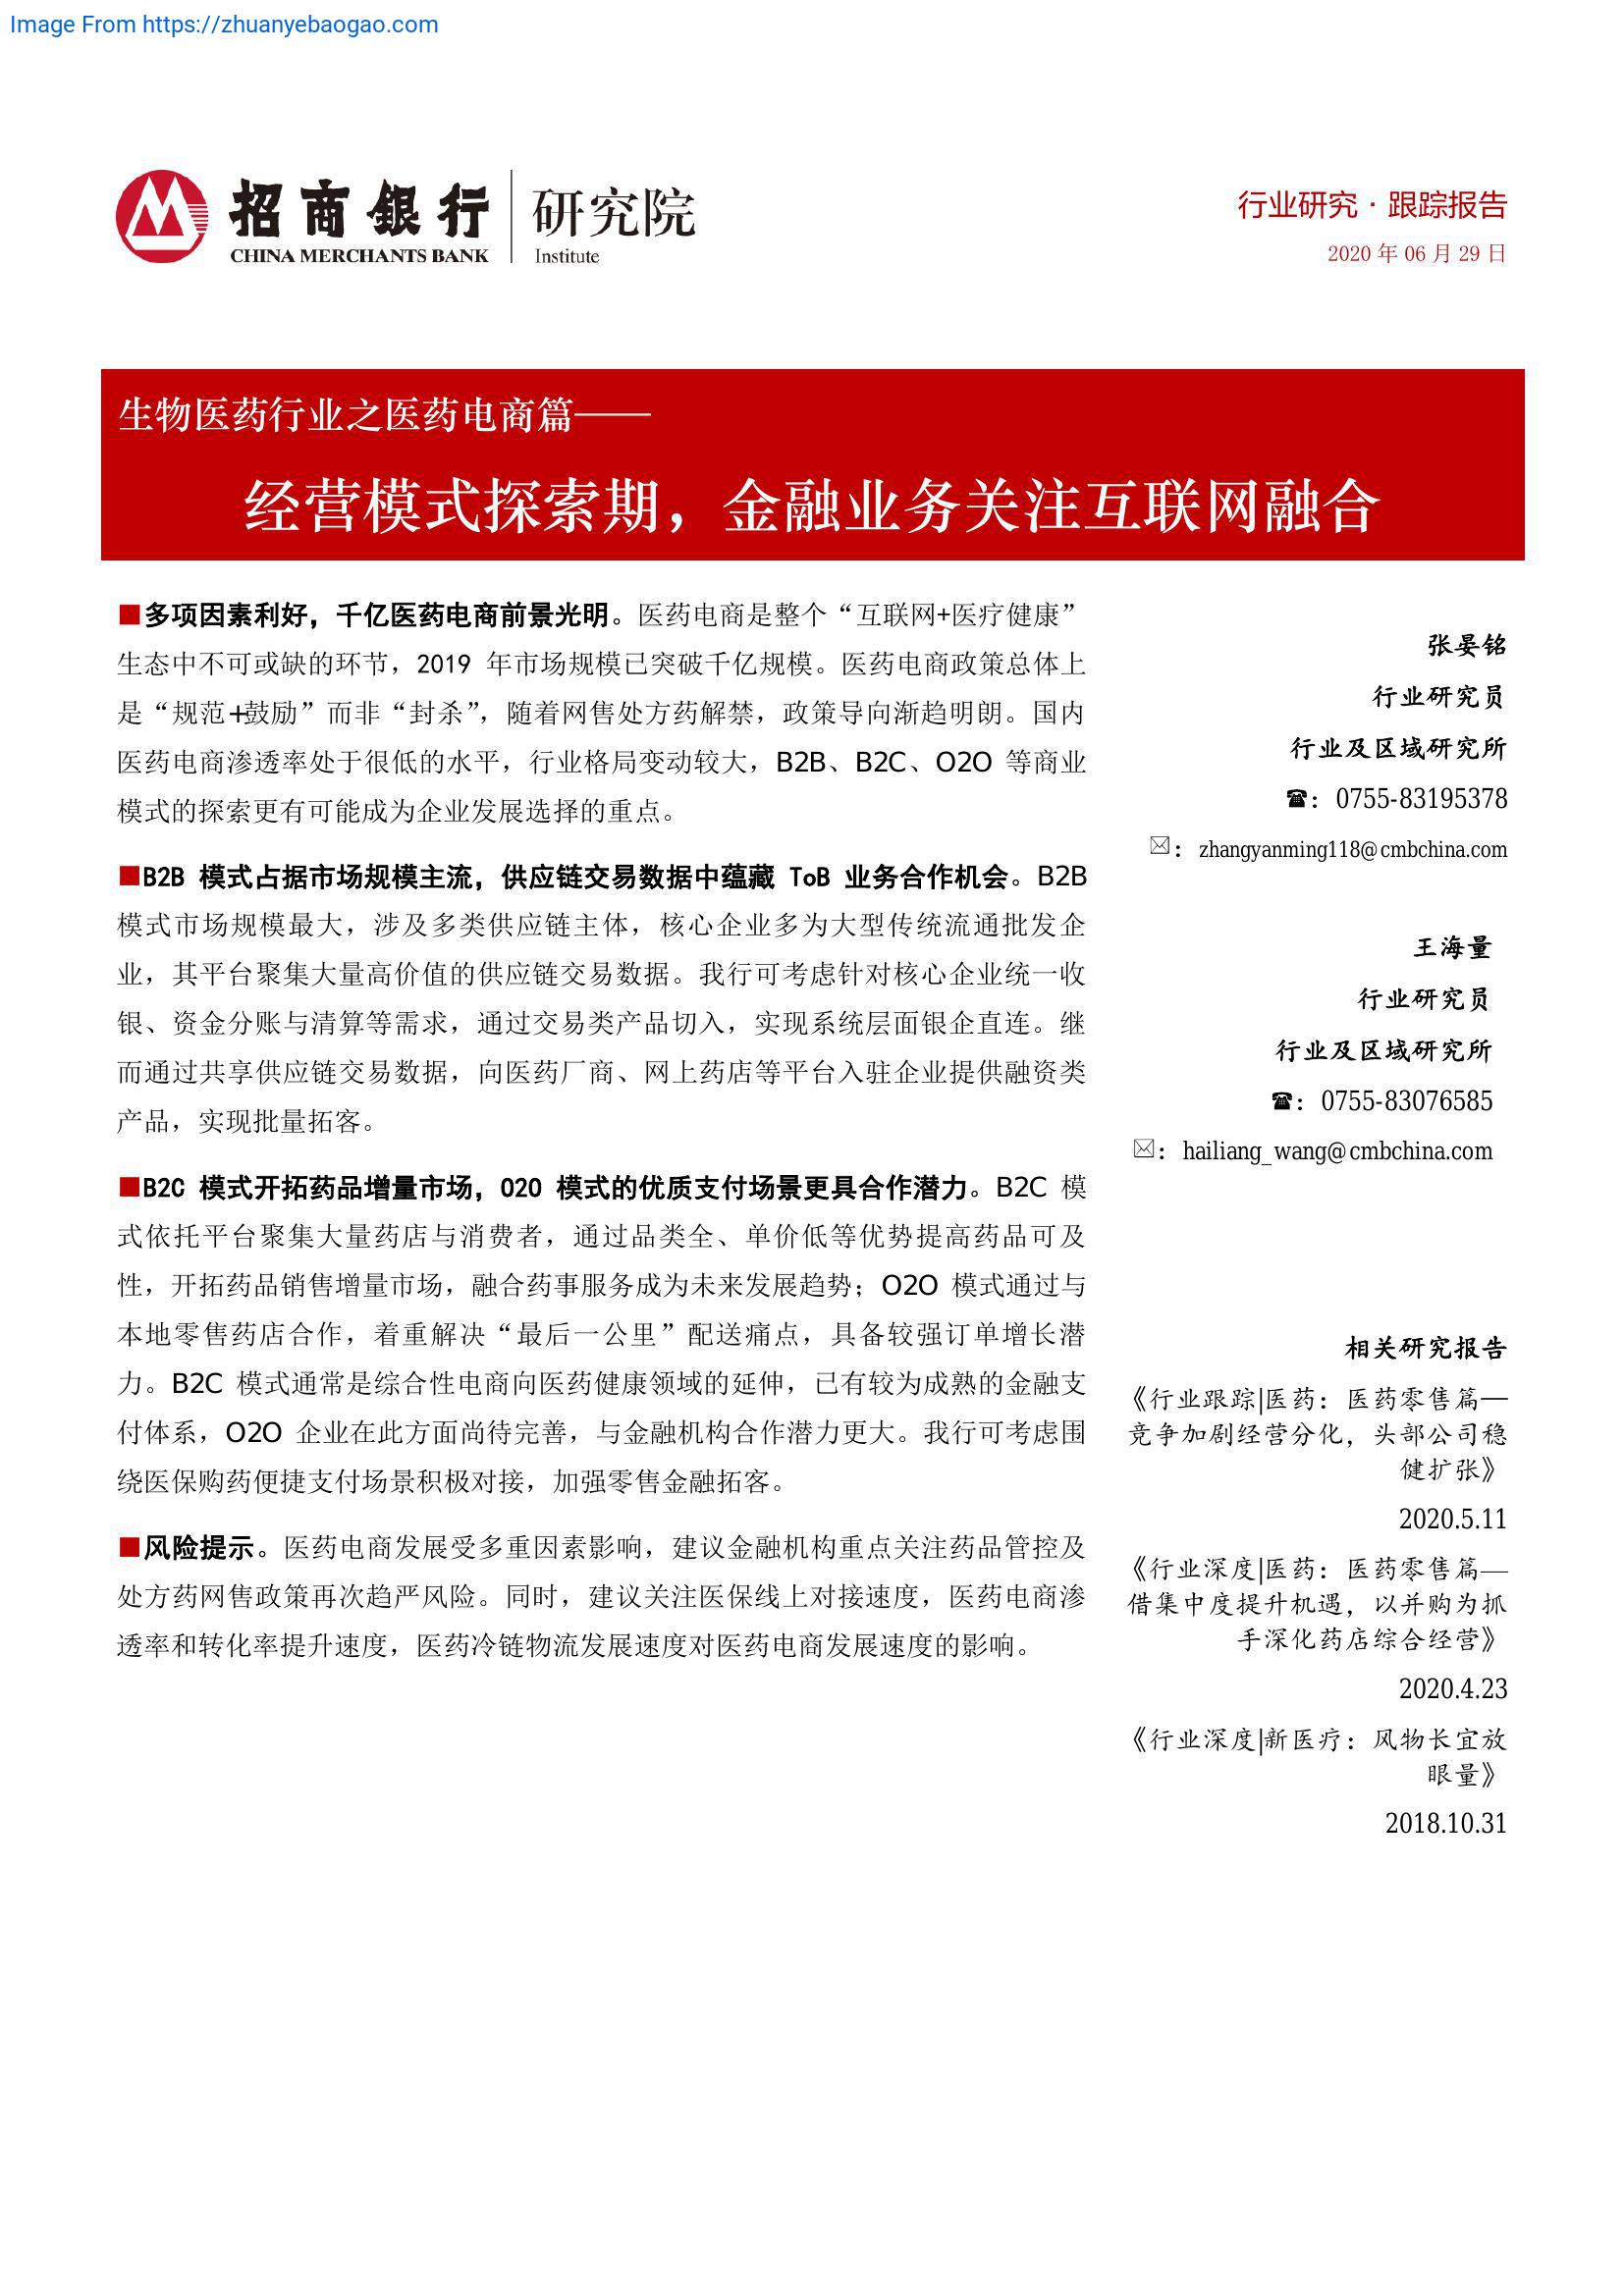 Image From https://zhuanyebaogao.com
招商銀行
CHINA MERCHANTS BANK
研究院
Institute
行业研究 · 跟踪报告
2020 年 06 月 29 日
生物医药行业之医药电商篇——
经营模式探索期，金融业务关注互联网融合
■多项因素利好，千亿医药电商前景光明。医药电商是整个“互联网+医疗健康”
生态中不可或缺的环节，2019 年市场规模已突破千亿规模。医药电商政策总体上
是“规范+鼓励”而非“封杀”，随着网售处方药解禁，政策导向渐趋明朗。国内
医药电商渗透率处于很低的水平，行业格局变动较大，B2B、B2C、O2O 等商业
模式的探索更有可能成为企业发展选择的重点。
■B2B 模式占据市场规模主流，供应链交易数据中蕴藏 ToB 业务合作机会。B2B
模式市场规模最大，涉及多类供应链主体，核心企业多为大型传统流通批发企
业，其平台聚集大量高价值的供应链交易数据。我行可考虑针对核心企业统一收
银、资金分账与清算等需求，通过交易类产品切入，实现系统层面银企直连。继
而通过共享供应链交易数据，向医药厂商、网上药店等平台入驻企业提供融资类
产品，实现批量拓客。
■B2C 模式开拓药品增量市场，O2O 模式的优质支付场景更具合作潜力。B2C 模
式依托平台聚集大量药店与消费者，通过品类全、单价低等优势提高药品可及
性，开拓药品销售增量市场，融合药事服务成为未来发展趋势；O2O 模式通过与
本地零售药店合作，着重解决“最后一公里”配送痛点，具备较强订单增长潜
力。B2C 模式通常是综合性电商向医药健康领域的延伸，已有较为成熟的金融支
付体系，O2O 企业在此方面尚待完善，与金融机构合作潜力更大。我行可考虑围
绕医保购药便捷支付场景积极对接，加强零售金融拓客。
■风险提示。医药电商发展受多重因素影响，建议金融机构重点关注药品管控及
处方药网售政策再次趋严风险。同时，建议关注医保线上对接速度，医药电商渗
透率和转化率提升速度，医药冷链物流发展速度对医药电商发展速度的影响。
张晏铭
行业研究员
行业及区域研究所
☎：0755-83195378
✉：zhangyanming118@cmbchina.com
王海量
行业研究员
行业及区域研究所
☎：0755-83076585
✉：hailiang_wang@cmbchina.com
相关研究报告
《行业跟踪|医药：医药零售篇—
竞争加剧经营分化，头部公司稳
健扩张》
2020.5.11
《行业深度|医药：医药零售篇—
借集中度提升机遇，以并购为抓
手深化药店综合经营》
2020.4.23
《行业深度|新医疗：风物长宜放
眼量》
2018.10.31